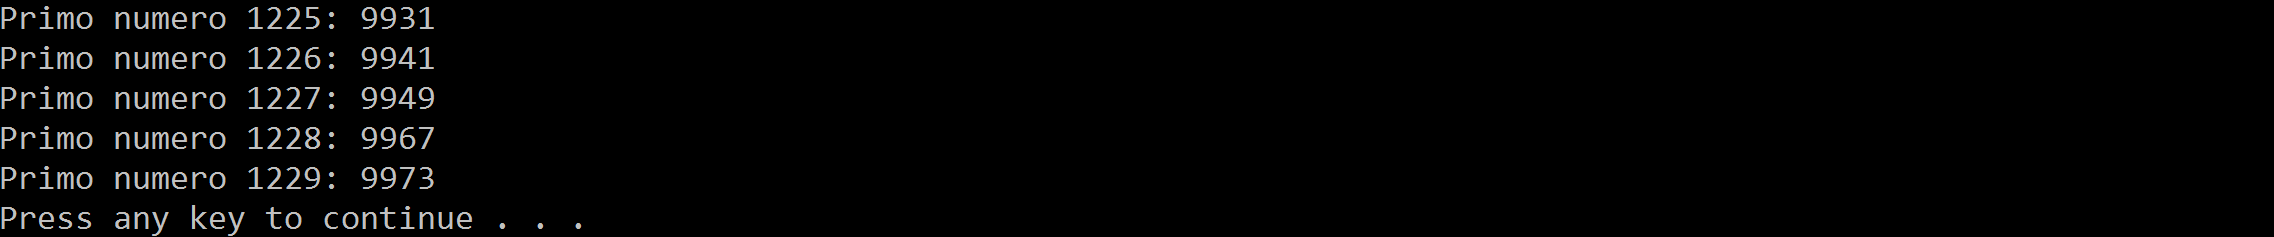 Primo numero 1225: 9931
Primo numero 1226: 9941
Primo numero 1227: 9949
Primo numero 1228: 9967
Primo numero 1229: 9973
Press any key to continue . . .